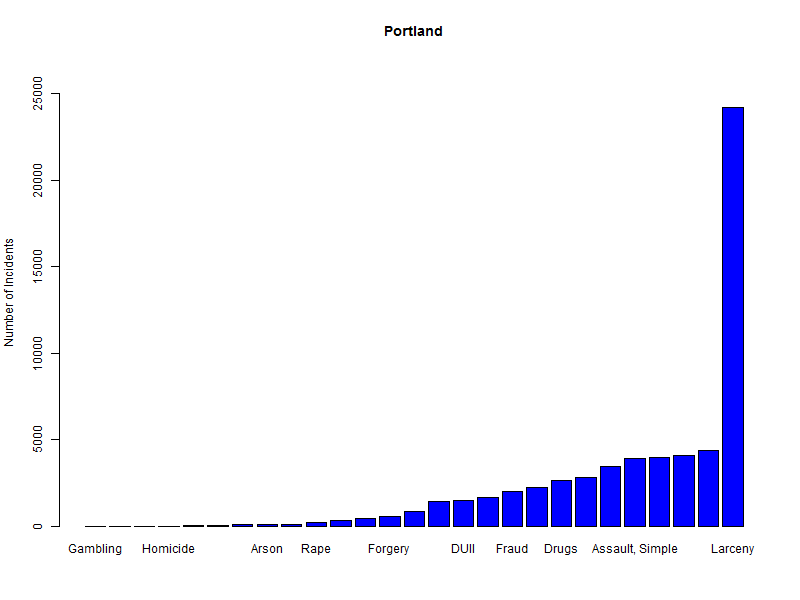 Portland
Number of Incidents
25000
20000
15000
10000
5000
0
Gambling Homicide Arson Rape Forgery DUII Fraud Drugs Assault, Simple Larceny